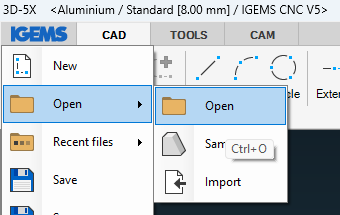 3D-5X <Aluminium / Standard [8.00 mm] / IGEMS CNC V5>
IGEMS CAD TOOLS CAM
New
Open Open
Recent files
Ctrl+O
Save Import